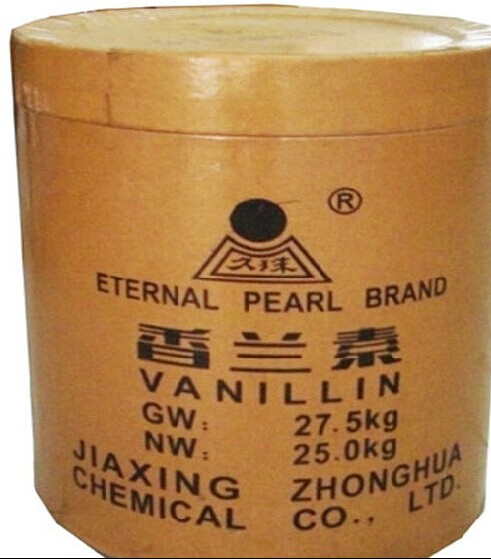 ®
久珠
ETERNAL PEARL BRAND
香兰素
VANILLIN
GW: 27.5kg
NW: 25.0kg
JIAXING ZHONGHUA
CHEMICAL CO., LTD.